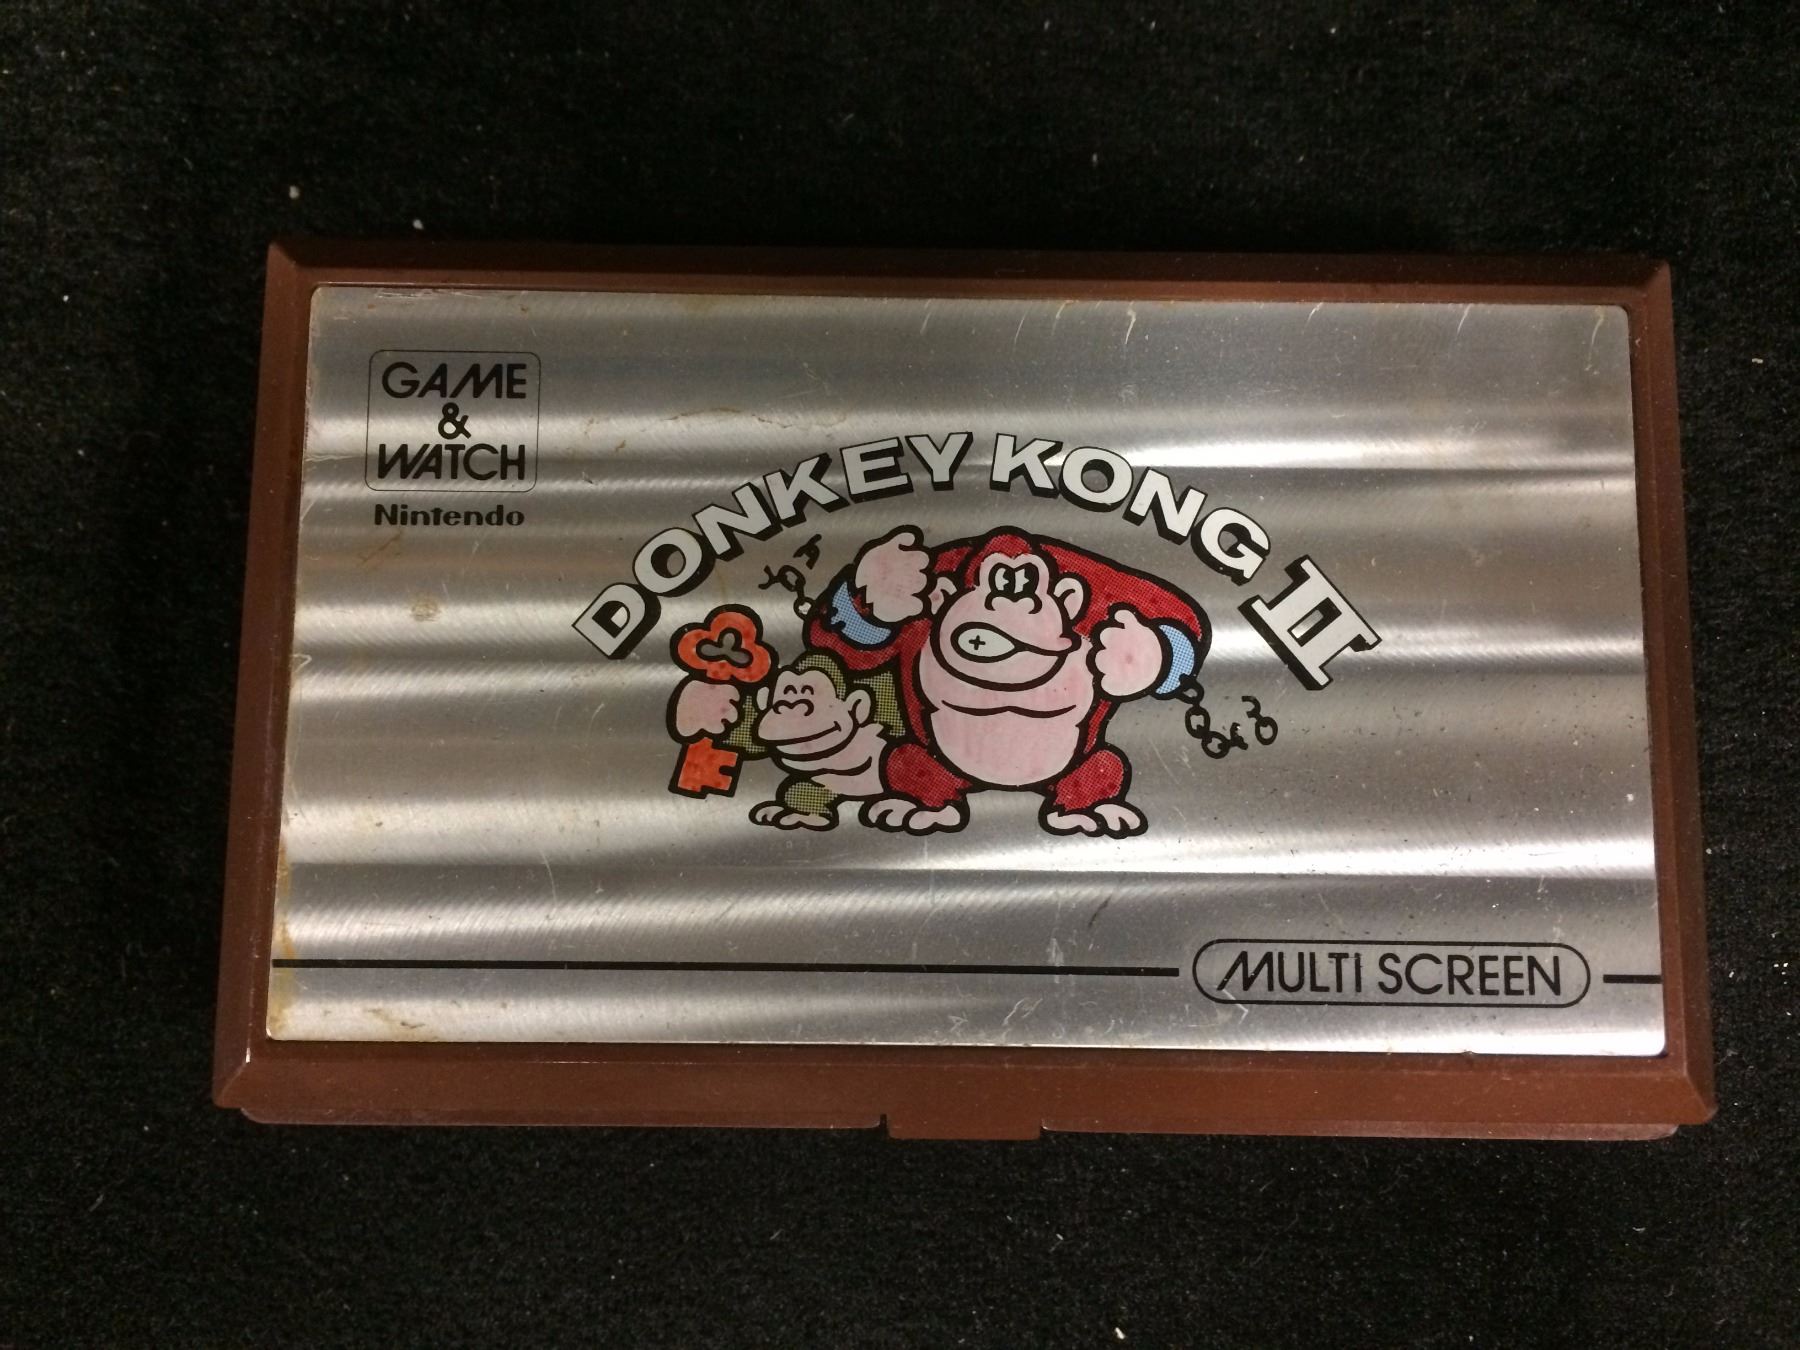 GAME
&
WATCH
Nintendo
DONKEY KONG II
MULTI SCREEN